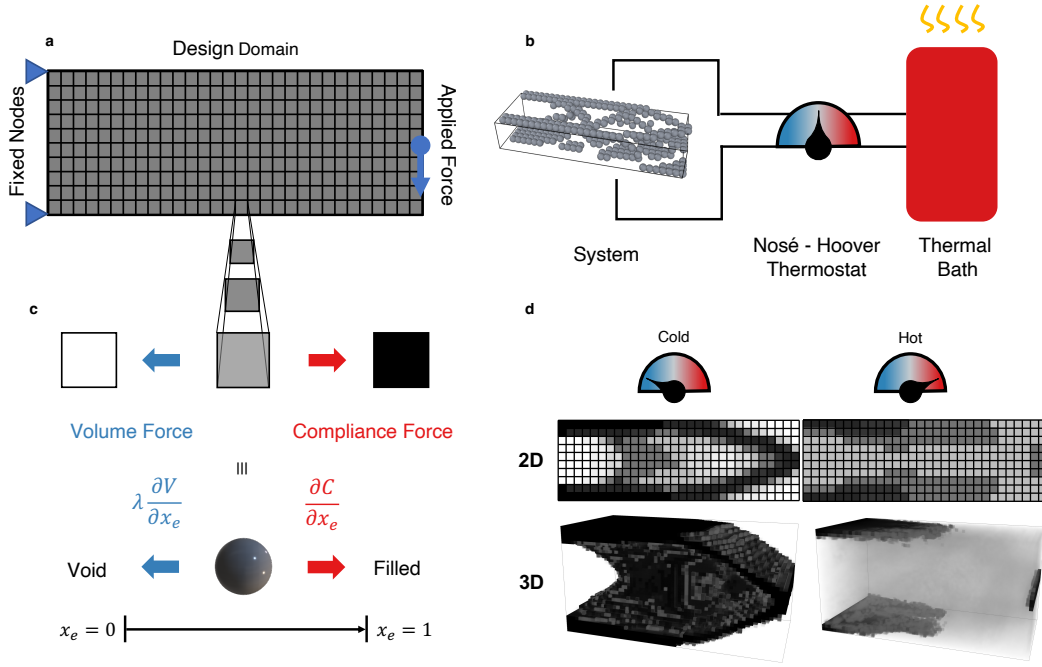 a
Design Domain
Fixed Nodes
Applied Force
b
System
Nosé - Hoover
Thermostat
Thermal
Bath
c
Volume Force
Compliance Force
=
λ ∂V/∂x_e
∂C/∂x_e
Void
Filled
x_e = 0
x_e = 1
d
Cold
Hot
2D
3D